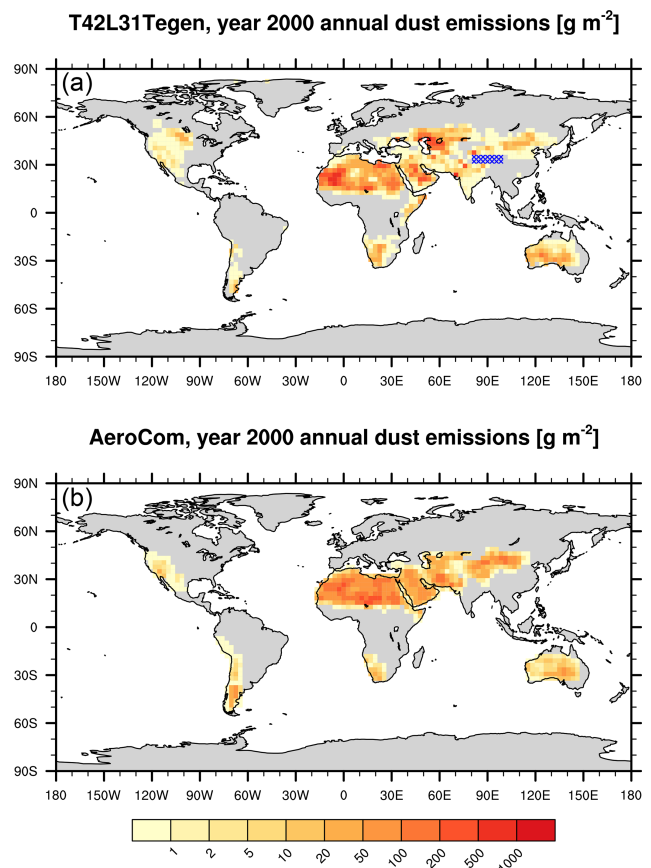 T42L31Tegen, year 2000 annual dust emissions [g m-2]
90N
(a)
60N
30N
0
30S
60S
90S
180 150W 120W 90W 60W 30W 0 30E 60E 90E 120E 150E 180
AeroCom, year 2000 annual dust emissions [g m-2]
90N
(b)
60N
30N
0
30S
60S
90S
180 150W 120W 90W 60W 30W 0 30E 60E 90E 120E 150E 180
1 2 5 10 20 50 100 200 500 1000